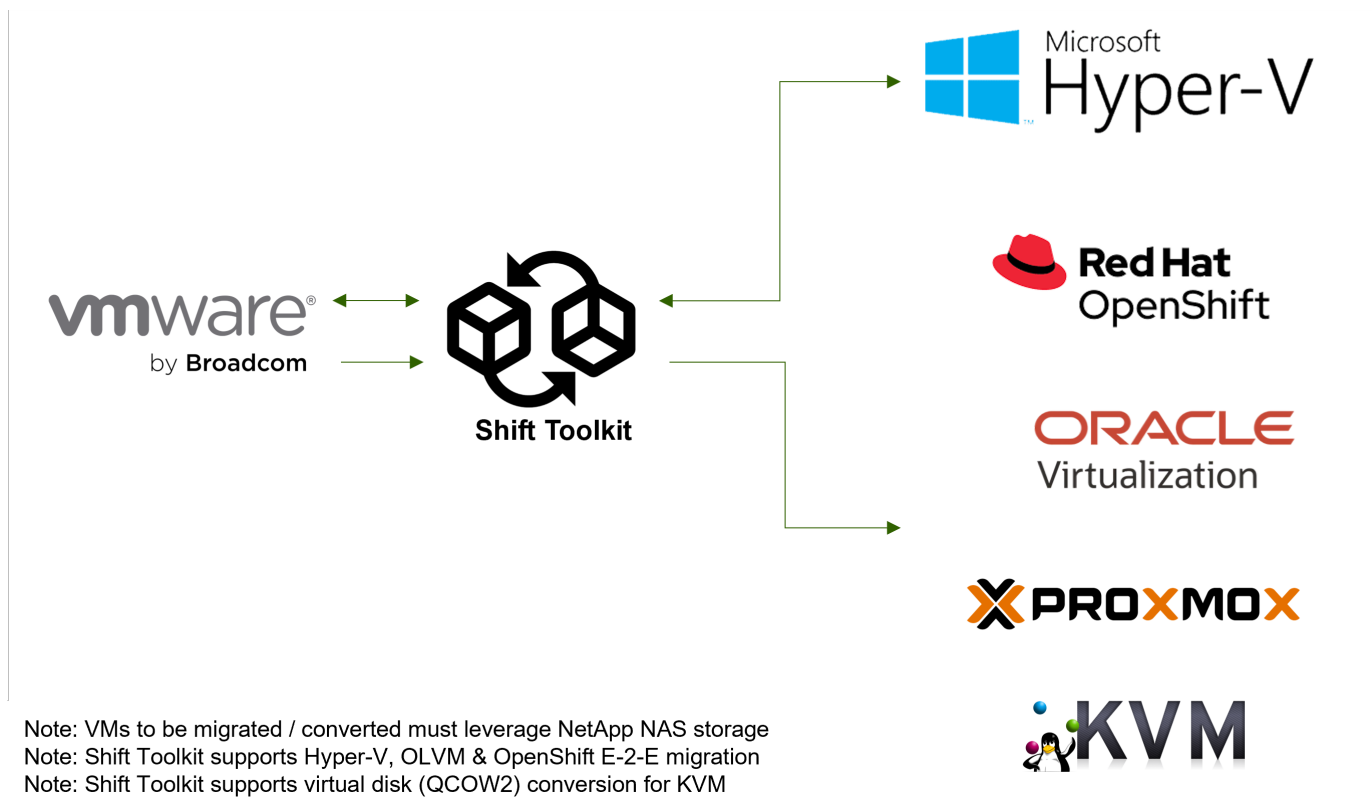 Microsoft
Hyper-V
™
Red Hat
OpenShift
vmware®
by Broadcom
Shift Toolkit
ORACLE
Virtualization
PROXMOX
KVM
Note: VMs to be migrated / converted must leverage NetApp NAS storage
Note: Shift Toolkit supports Hyper-V, OLVM & OpenShift E-2-E migration
Note: Shift Toolkit supports virtual disk (QCOW2) conversion for KVM